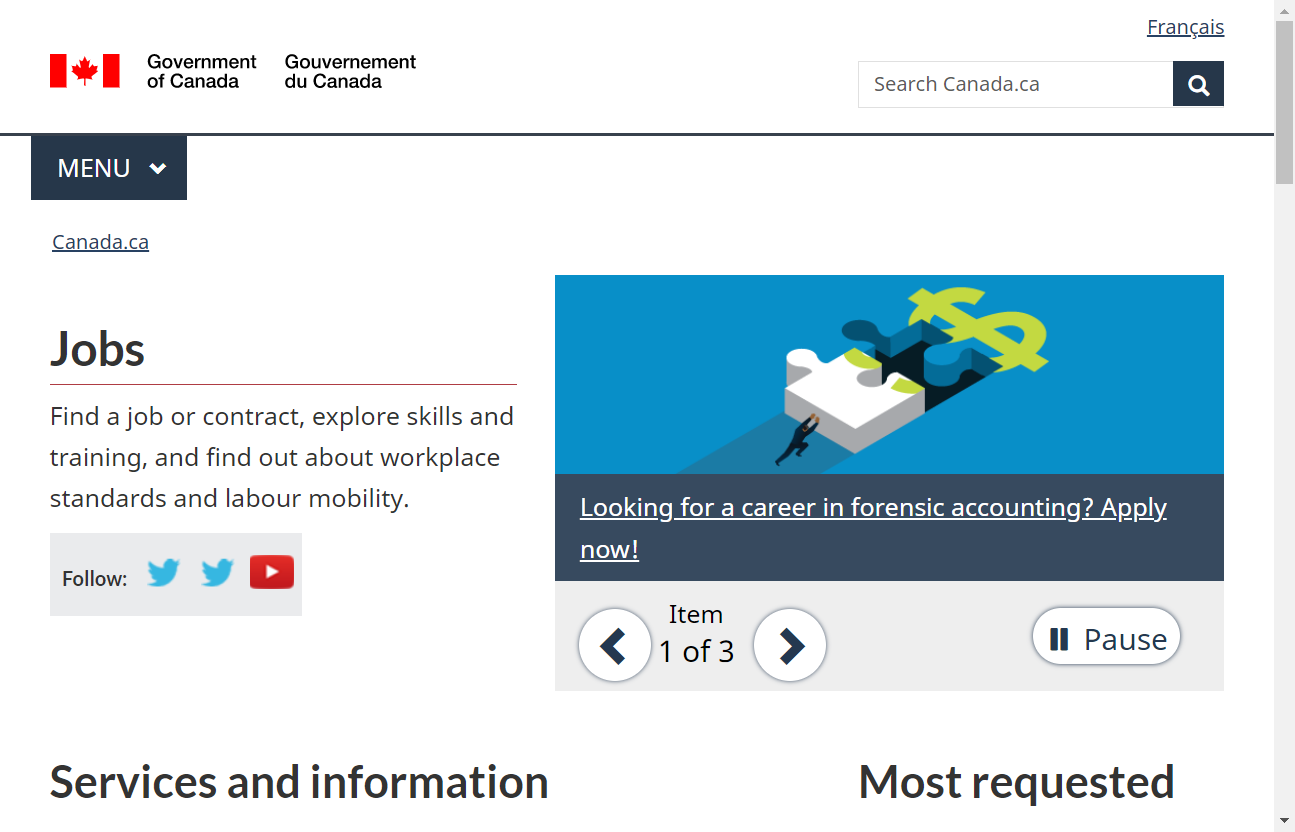 Français
Government of Canada
Gouvernement du Canada
Search Canada.ca
MENU
Canada.ca
Jobs
Find a job or contract, explore skills and
training, and find out about workplace
standards and labour mobility.
Follow:
Looking for a career in forensic accounting? Apply
now!
Item
1 of 3
Pause
Services and information
Most requested